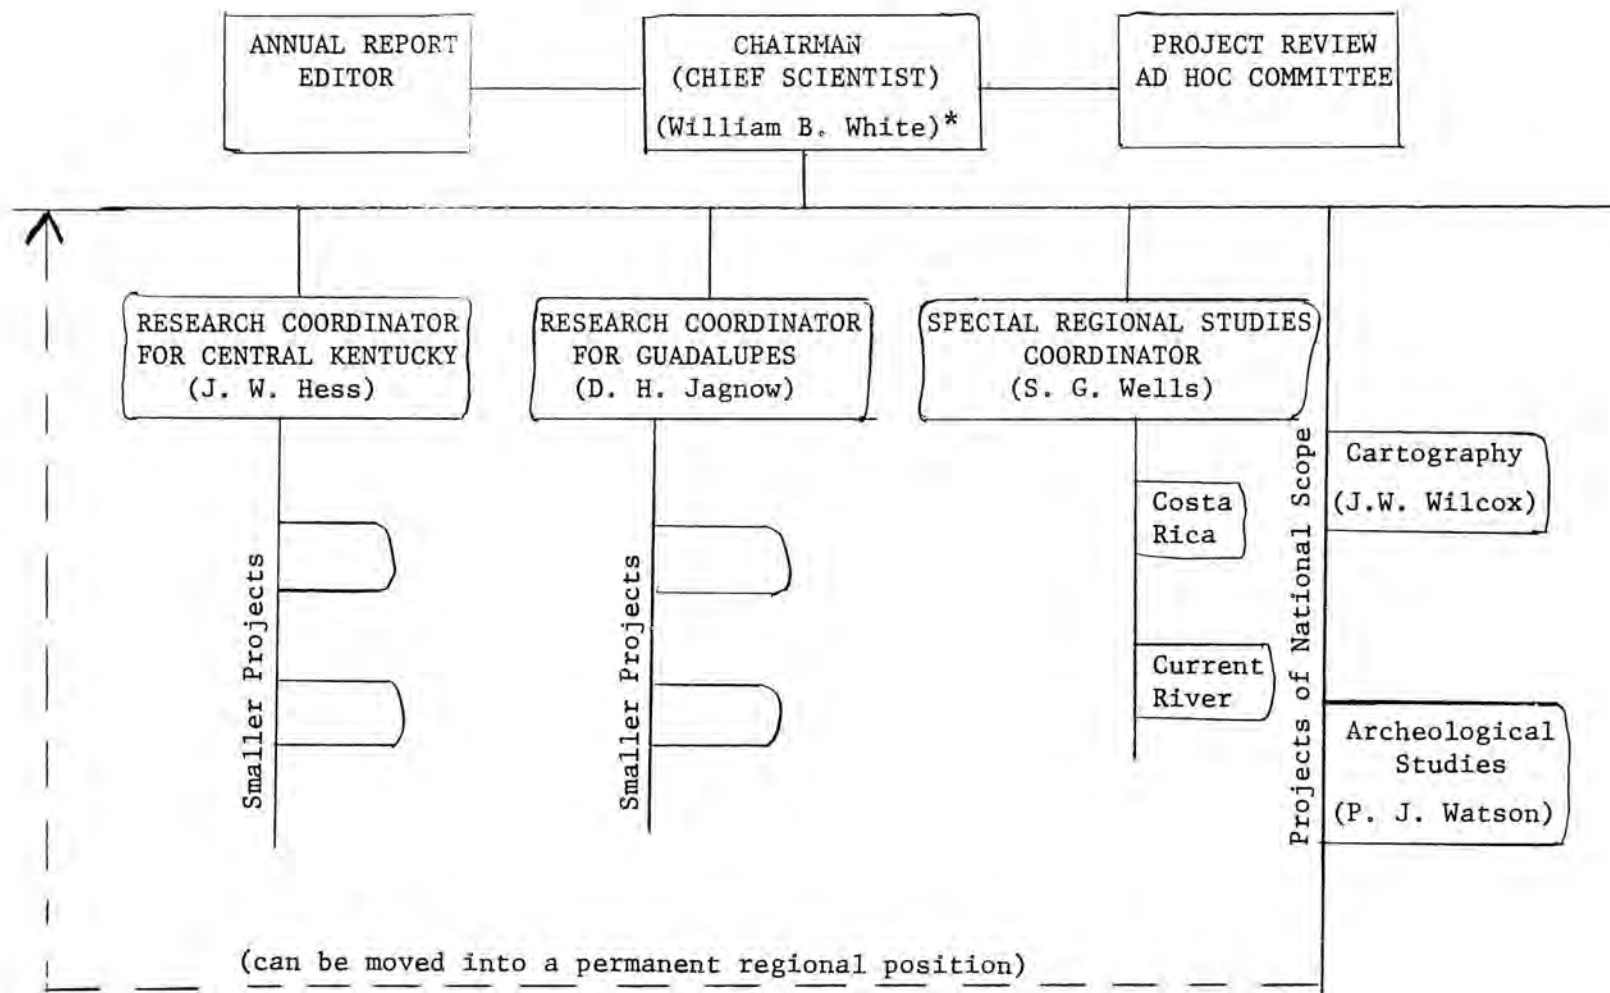 ANNUAL REPORT
EDITOR
CHAIRMAN
(CHIEF SCIENTIST)
(William B. White)*
PROJECT REVIEW
AD HOC COMMITTEE
RESEARCH COORDINATOR
FOR CENTRAL KENTUCKY
(J. W. Hess)
RESEARCH COORDINATOR
FOR GUADALUPES
(D. H. Jagnow)
SPECIAL REGIONAL STUDIES
COORDINATOR
(S. G. Wells)
Smaller Projects
Smaller Projects
Costa
Rica
Current
River
Projects of National Scope
Cartography
(J.W. Wilcox)
Archeological
Studies
(P. J. Watson)
(can be moved into a permanent regional position)